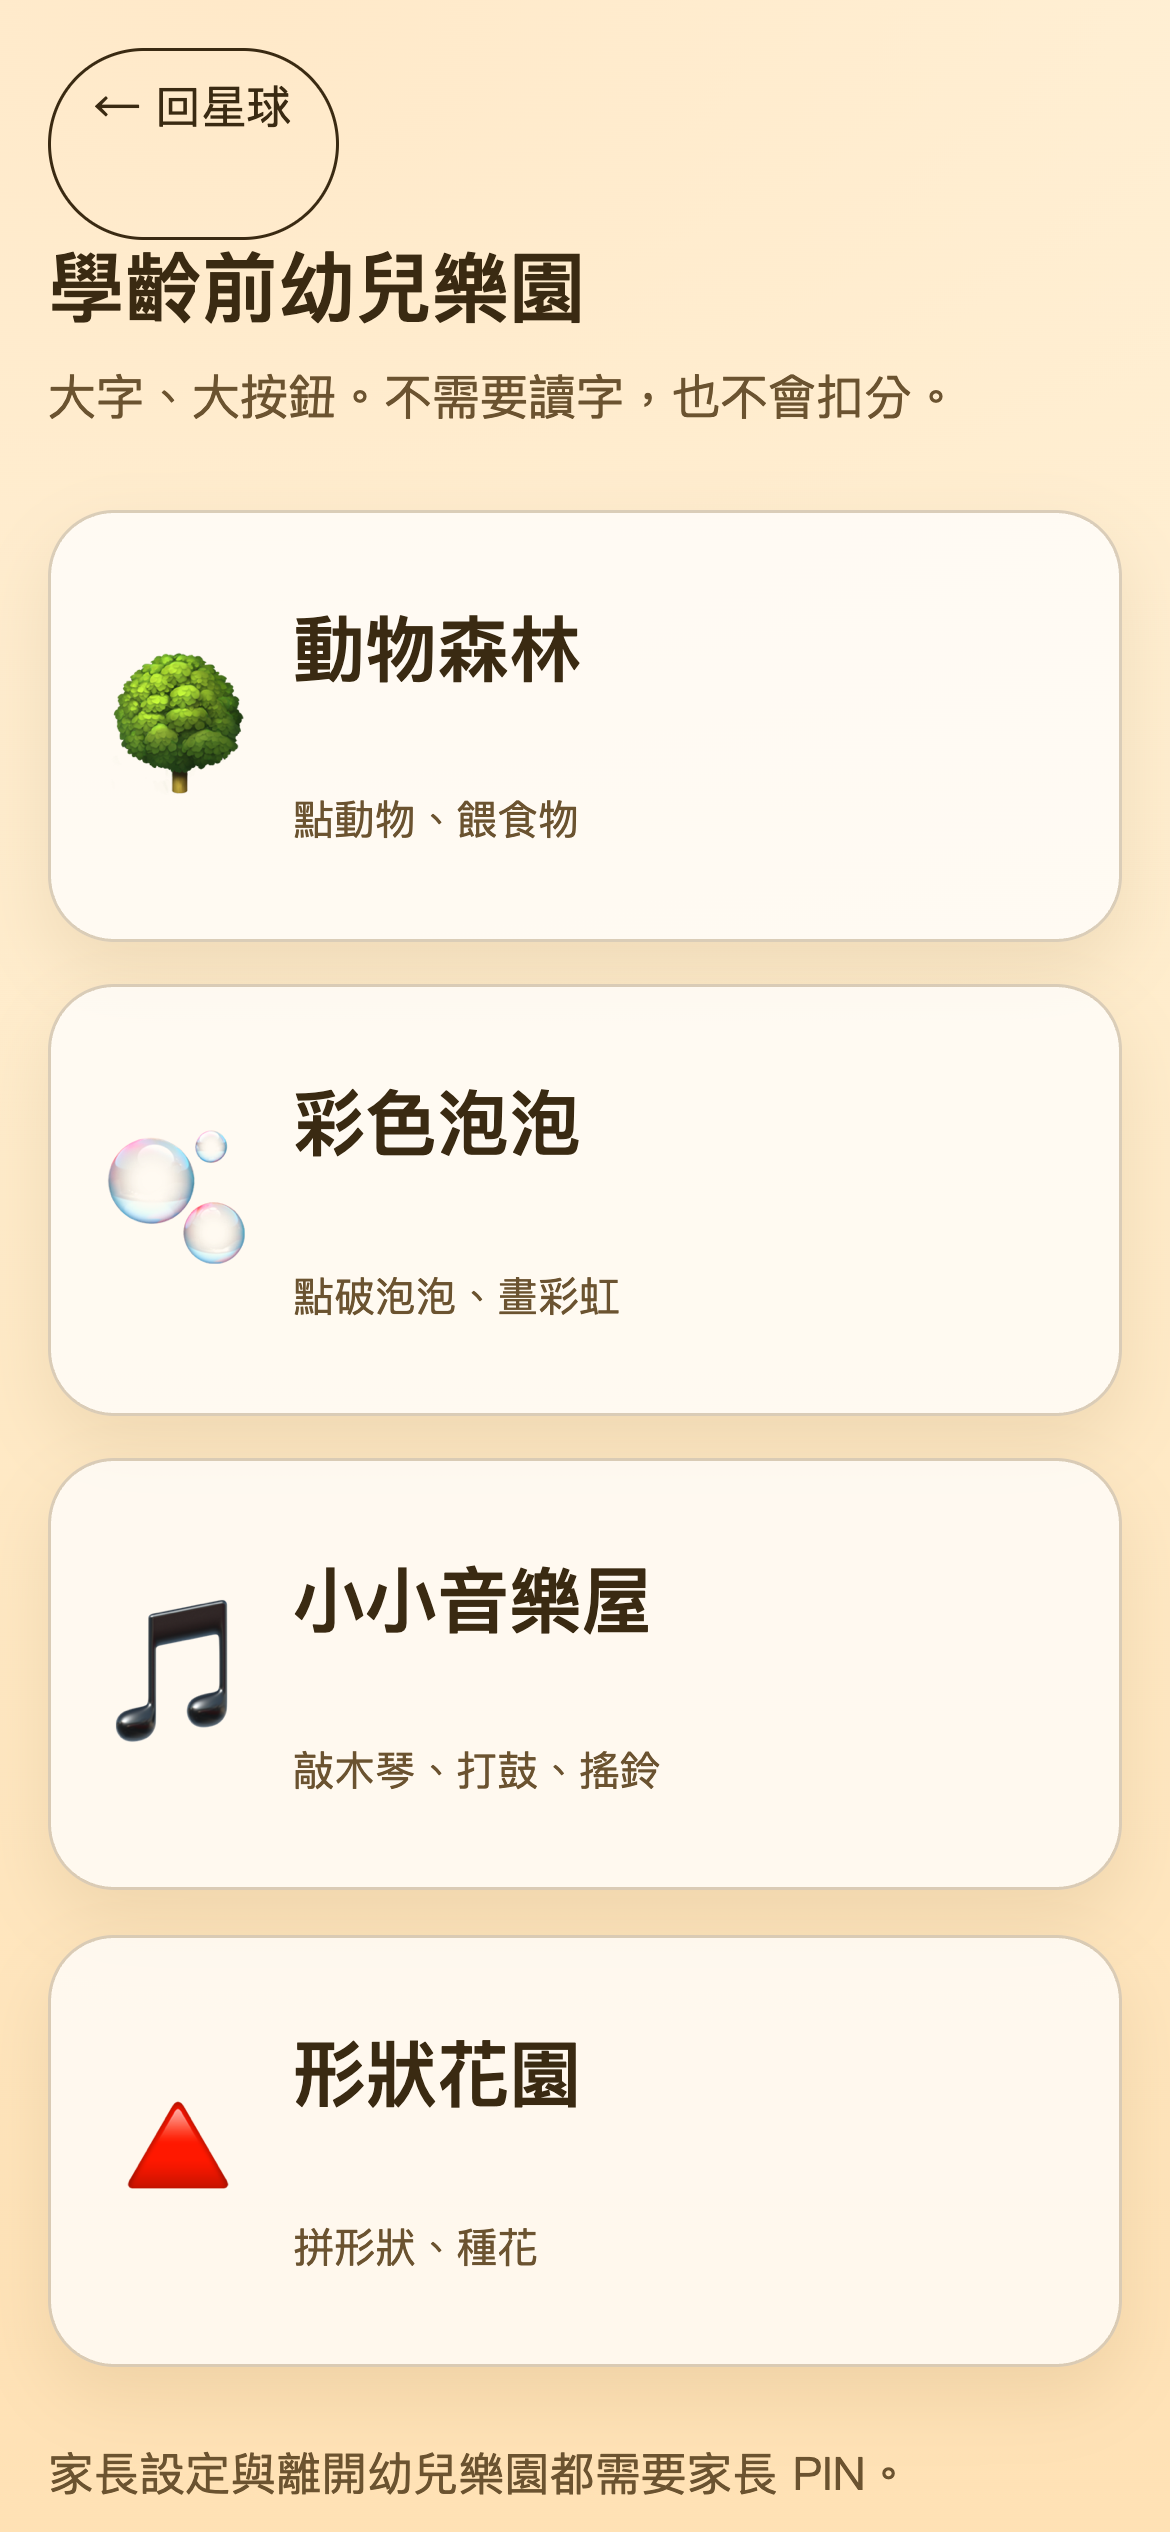 ← 回星球
學齡前幼兒樂園
大字、大按鈕。不需要讀字，也不會扣分。
動物森林
點動物、餵食物
彩色泡泡
點破泡泡、畫彩虹
小小音樂屋
敲木琴、打鼓、搖鈴
形狀花園
拼形狀、種花
家長設定與離開幼兒樂園都需要家長 PIN。